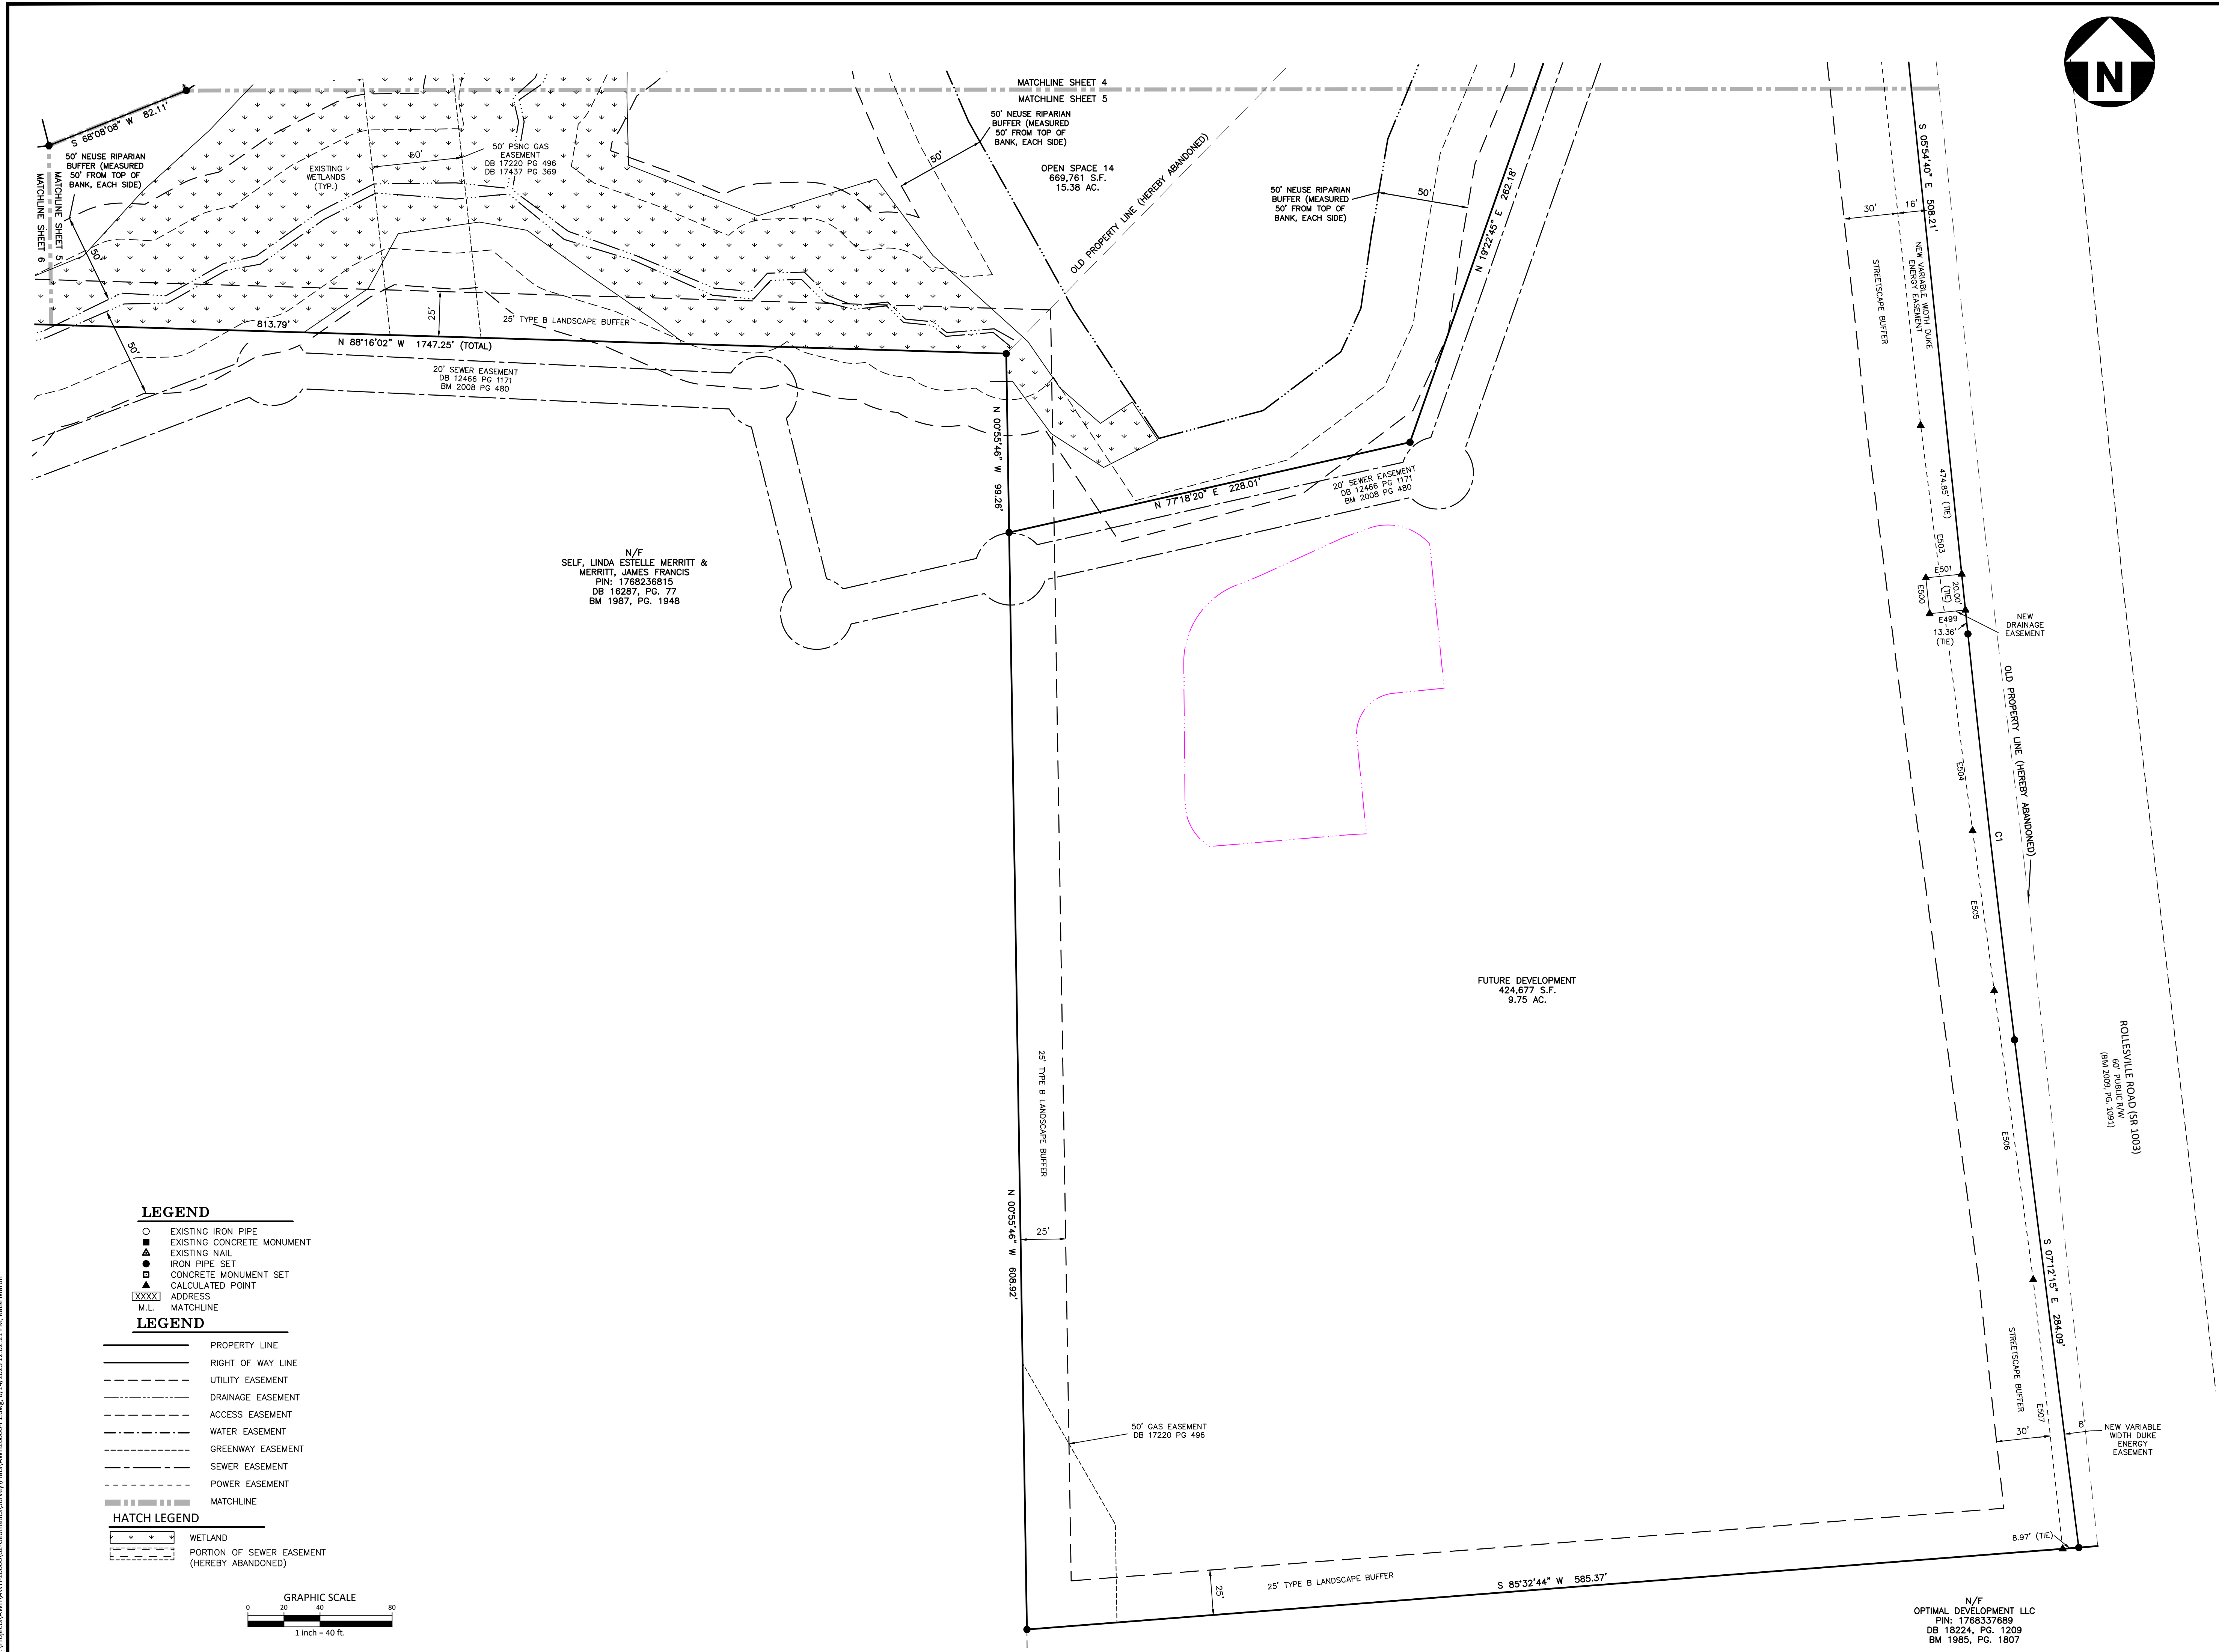 N
MATCHLINE SHEET 4
MATCHLINE SHEET 5
S 68°08'08" W 82.11'
50' NEUSE RIPARIAN
BUFFER (MEASURED
50' FROM TOP OF
BANK, EACH SIDE)
MATCHLINE SHEET 5
MATCHLINE SHEET 6
50'
50'
EXISTING
WETLANDS
(TYP.)
50'
50' PSNC GAS
EASEMENT
DB 17220 PG 496
DB 17437 PG 369
50' NEUSE RIPARIAN
BUFFER (MEASURED
50' FROM TOP OF
BANK, EACH SIDE)
50'
OPEN SPACE 14
669,761 S.F.
15.38 AC.
OLD PROPERTY LINE (HEREBY ABANDONED)
50' NEUSE RIPARIAN
BUFFER (MEASURED
50' FROM TOP OF
BANK, EACH SIDE)
50'
N 19°22'45" E 262.18'
S 05°54'40" E 508.21'
30'
16'
STREETSCAPE BUFFER
NEW VARIABLE WIDTH DUKE
ENERGY EASEMENT
813.79'
25'
25' TYPE B LANDSCAPE BUFFER
N 88°16'02" W 1747.25' (TOTAL)
20' SEWER EASEMENT
DB 12466 PG 1171
BM 2008 PG 480
N 00°55'46" W 99.26'
N 77°18'20" E 228.01'
20' SEWER EASEMENT
DB 12466 PG 1171
BM 2008 PG 480
474.85' (TIE)
E503
E501
E500
20.00'
(TIE)
E499
13.36'
(TIE)
NEW
DRAINAGE
EASEMENT
N/F
SELF, LINDA ESTELLE MERRITT &
MERRITT, JAMES FRANCIS
PIN: 1768236815
DB 16287, PG. 77
BM 1987, PG. 1948
OLD PROPERTY LINE (HEREBY ABANDONED)
E504
C1
E505
FUTURE DEVELOPMENT
424,677 S.F.
9.75 AC.
ROLLESVILLE ROAD (SR 1003)
60' PUBLIC R/W
(BM 2009, PG. 1091)
E506
25' TYPE B LANDSCAPE BUFFER
N 00°55'46" W 608.92'
25'
S 07°12'15" E 284.09'
STREETSCAPE BUFFER
E507
30'
8'
NEW VARIABLE
WIDTH DUKE
ENERGY
EASEMENT
50' GAS EASEMENT
DB 17220 PG 496
8.97' (TIE)
25'
25' TYPE B LANDSCAPE BUFFER
S 85°32'44" W 585.37'
N/F
OPTIMAL DEVELOPMENT LLC
PIN: 1768337689
DB 18224, PG. 1209
BM 1985, PG. 1807
LEGEND
EXISTING IRON PIPE
EXISTING CONCRETE MONUMENT
EXISTING NAIL
IRON PIPE SET
CONCRETE MONUMENT SET
CALCULATED POINT
XXXX ADDRESS
M.L. MATCHLINE
LEGEND
PROPERTY LINE
RIGHT OF WAY LINE
UTILITY EASEMENT
DRAINAGE EASEMENT
ACCESS EASEMENT
WATER EASEMENT
GREENWAY EASEMENT
SEWER EASEMENT
POWER EASEMENT
MATCHLINE
HATCH LEGEND
WETLAND
PORTION OF SEWER EASEMENT
(HEREBY ABANDONED)
GRAPHIC SCALE
0 20 40 80
1 inch = 40 ft.